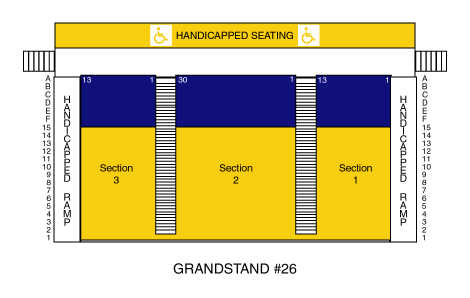 HANDICAPPED SEATING
13 1 30 1 13 1
A A
B B
C C
D D
E E
F F
15 15
14 14
13 13
12 12
11 11
10 10
9 9
8 8
7 7
6 6
5 5
4 4
3 3
2 2
1 1
HANDICAPPED RAMP
Section
3
Section
2
Section
1
HANDICAPPED RAMP
GRANDSTAND #26